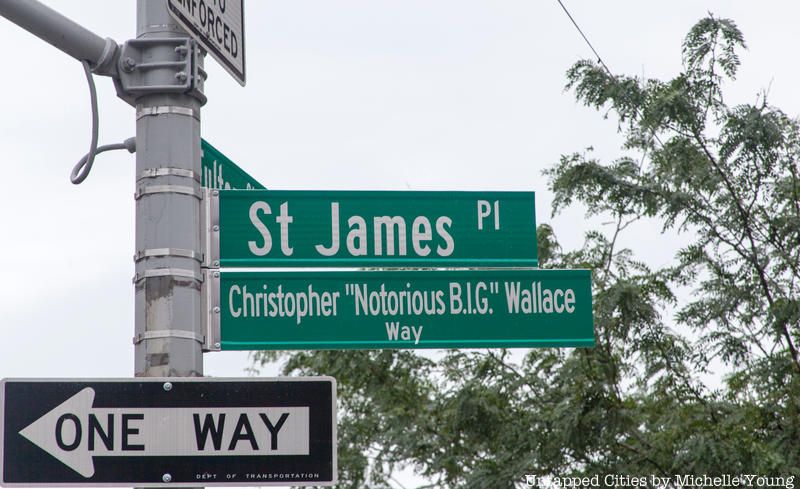 ENFORCED
St James Pl
Christopher "Notorious B.I.G." Wallace
Way
ONE WAY
DEPT OF TRANSPORTATION
Untapped Cities by Michelle Young